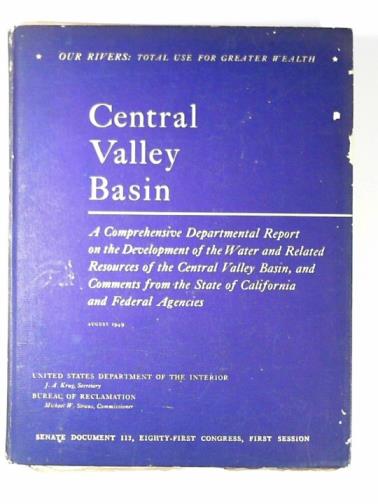 ★ OUR RIVERS: TOTAL USE FOR GREATER WEALTH ★
Central
Valley
Basin
A Comprehensive Departmental Report
on the Development of the Water and Related
Resources of the Central Valley Basin, and
Comments from the State of California
and Federal Agencies
AUGUST 1949
UNITED STATES DEPARTMENT OF THE INTERIOR
J. A. Krug, Secretary
BUREAU OF RECLAMATION
Michael W. Straus, Commissioner
SENATE DOCUMENT 113, EIGHTY-FIRST CONGRESS, FIRST SESSION